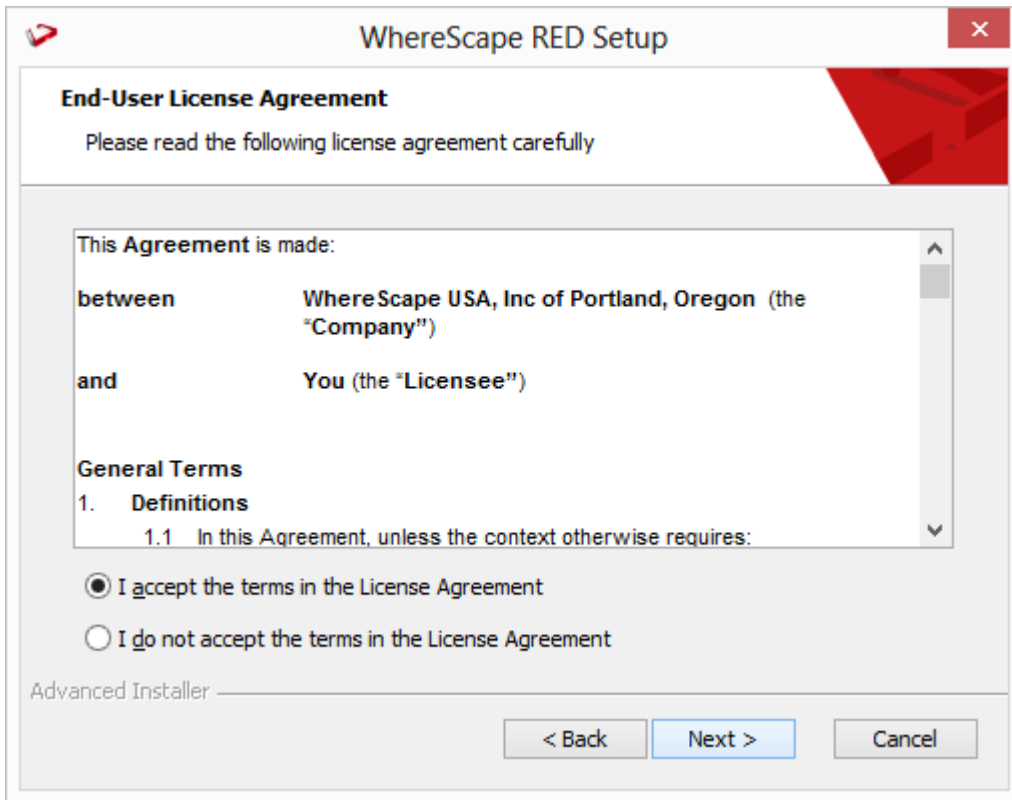 WhereScape RED Setup
End-User License Agreement
Please read the following license agreement carefully
This Agreement is made:
between WhereScape USA, Inc of Portland, Oregon (the
“Company”)
and You (the “Licensee”)
General Terms
1. Definitions
1.1 In this Agreement, unless the context otherwise requires:
I accept the terms in the License Agreement
I do not accept the terms in the License Agreement
Advanced Installer
< Back Next > Cancel